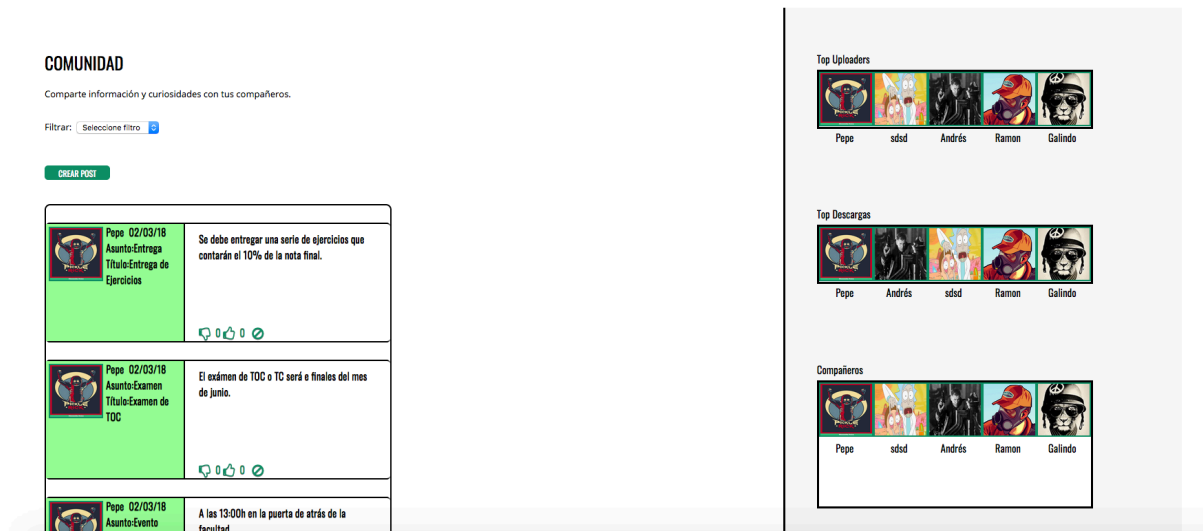 COMUNIDAD
Comparte información y curiosidades con tus compañeros.
Filtrar: Seleccione filtro
CREAR POST
Pepe 02/03/18
Asunto:Entrega
Título:Entrega de
Ejercicios
Se debe entregar una serie de ejercicios que
contarán el 10% de la nota final.
0 0
Pepe 02/03/18
Asunto:Examen
Título:Examen de
TOC
El exámen de TOC o TC será e finales del mes
de junio.
0 0
Pepe 02/03/18
Asunto:Evento
A las 13:00h en la puerta de atrás de la
facultad
Top Uploaders
Pepe sdsd Andrés Ramon Galindo
Top Descargas
Pepe Andrés sdsd Ramon Galindo
Compañeros
Pepe sdsd Andrés Ramon Galindo